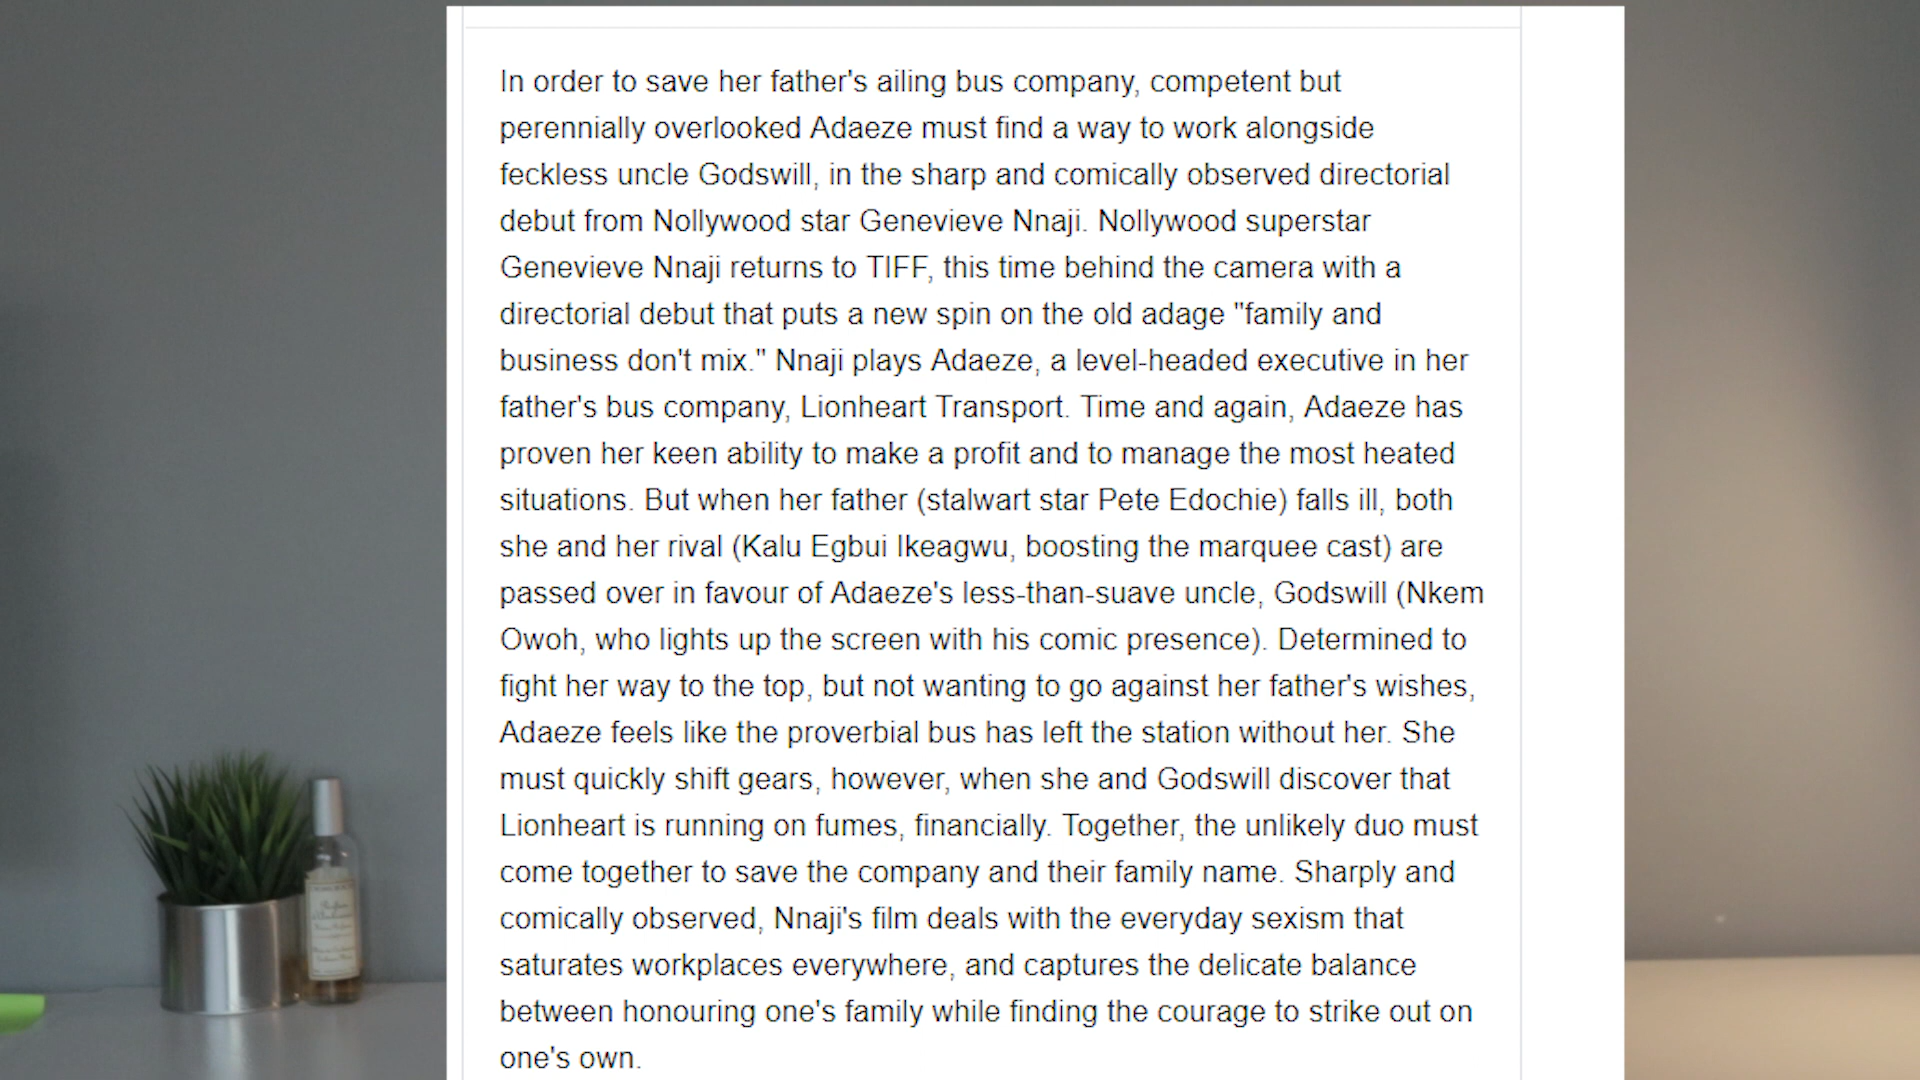 In order to save her father's ailing bus company, competent but
perennially overlooked Adaeze must find a way to work alongside
feckless uncle Godswill, in the sharp and comically observed directorial
debut from Nollywood star Genevieve Nnaji. Nollywood superstar
Genevieve Nnaji returns to TIFF, this time behind the camera with a
directorial debut that puts a new spin on the old adage "family and
business don't mix." Nnaji plays Adaeze, a level-headed executive in her
father's bus company, Lionheart Transport. Time and again, Adaeze has
proven her keen ability to make a profit and to manage the most heated
situations. But when her father (stalwart star Pete Edochie) falls ill, both
she and her rival (Kalu Egbui Ikeagwu, boosting the marquee cast) are
passed over in favour of Adaeze's less-than-suave uncle, Godswill (Nkem
Owoh, who lights up the screen with his comic presence). Determined to
fight her way to the top, but not wanting to go against her father's wishes,
Adaeze feels like the proverbial bus has left the station without her. She
must quickly shift gears, however, when she and Godswill discover that
Lionheart is running on fumes, financially. Together, the unlikely duo must
come together to save the company and their family name. Sharply and
comically observed, Nnaji's film deals with the everyday sexism that
saturates workplaces everywhere, and captures the delicate balance
between honouring one's family while finding the courage to strike out on
one's own.